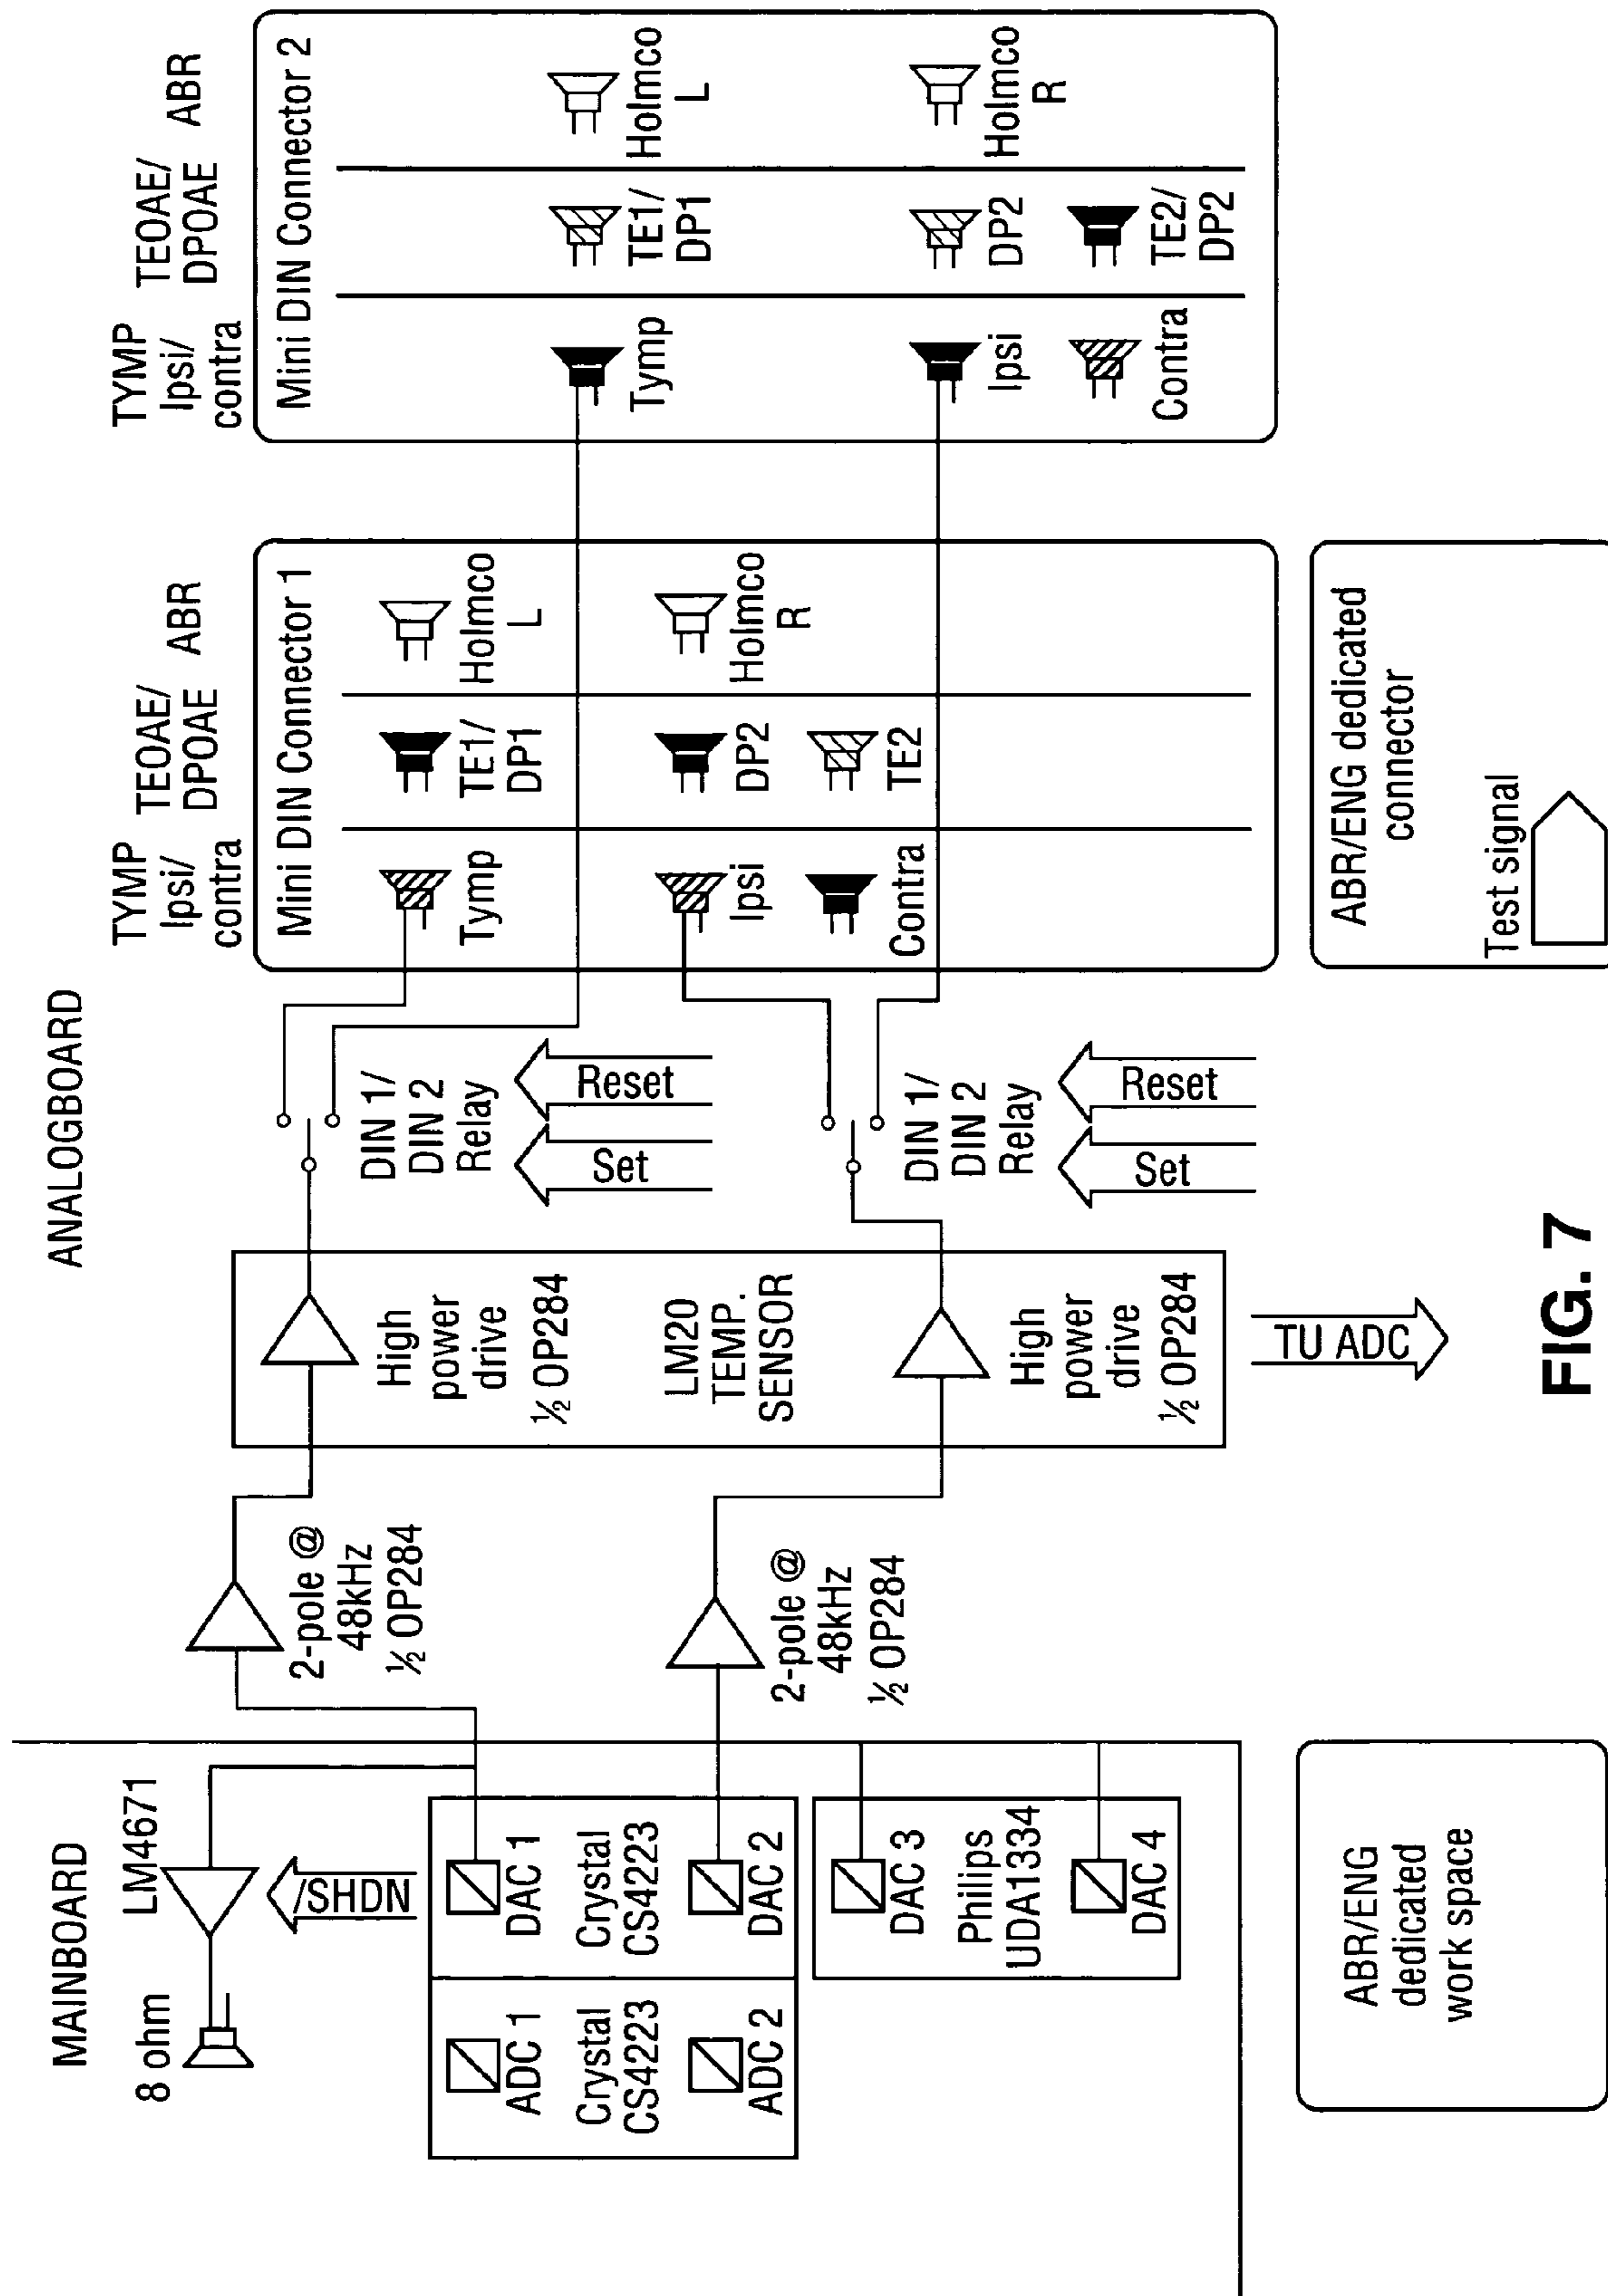 MAINBOARD
ANALOGBOARD
8 ohm
LM4671
/SHDN
ADC 1
Crystal
CS4223
ADC 2
DAC 1
Crystal
CS4223
DAC 2
DAC 3
Philips
UDA1334
DAC 4
ABR/ENG
dedicated
work space
2-pole @
48kHz
½ OP284
2-pole @
48kHz
½ OP284
High
power
drive
½ OP284
LM20
TEMP.
SENSOR
High
power
drive
½ OP284
TU ADC
DIN 1/
DIN 2
Relay
Set
Reset
DIN 1/
DIN 2
Relay
Set
Reset
TYMP
Ipsi/
contra
TEOAE/
DPOAE
ABR
Mini DIN Connector 1
Tymp
TE1/
DP1
Holmco
L
Ipsi
DP2
Holmco
R
Contra
TE2
ABR/ENG dedicated
connector
Test signal
TYMP
Ipsi/
contra
TEOAE/
DPOAE
ABR
Mini DIN Connector 2
Tymp
TE1/
DP1
Holmco
L
Ipsi
DP2
Holmco
R
Contra
TE2/
DP2
FIG. 7